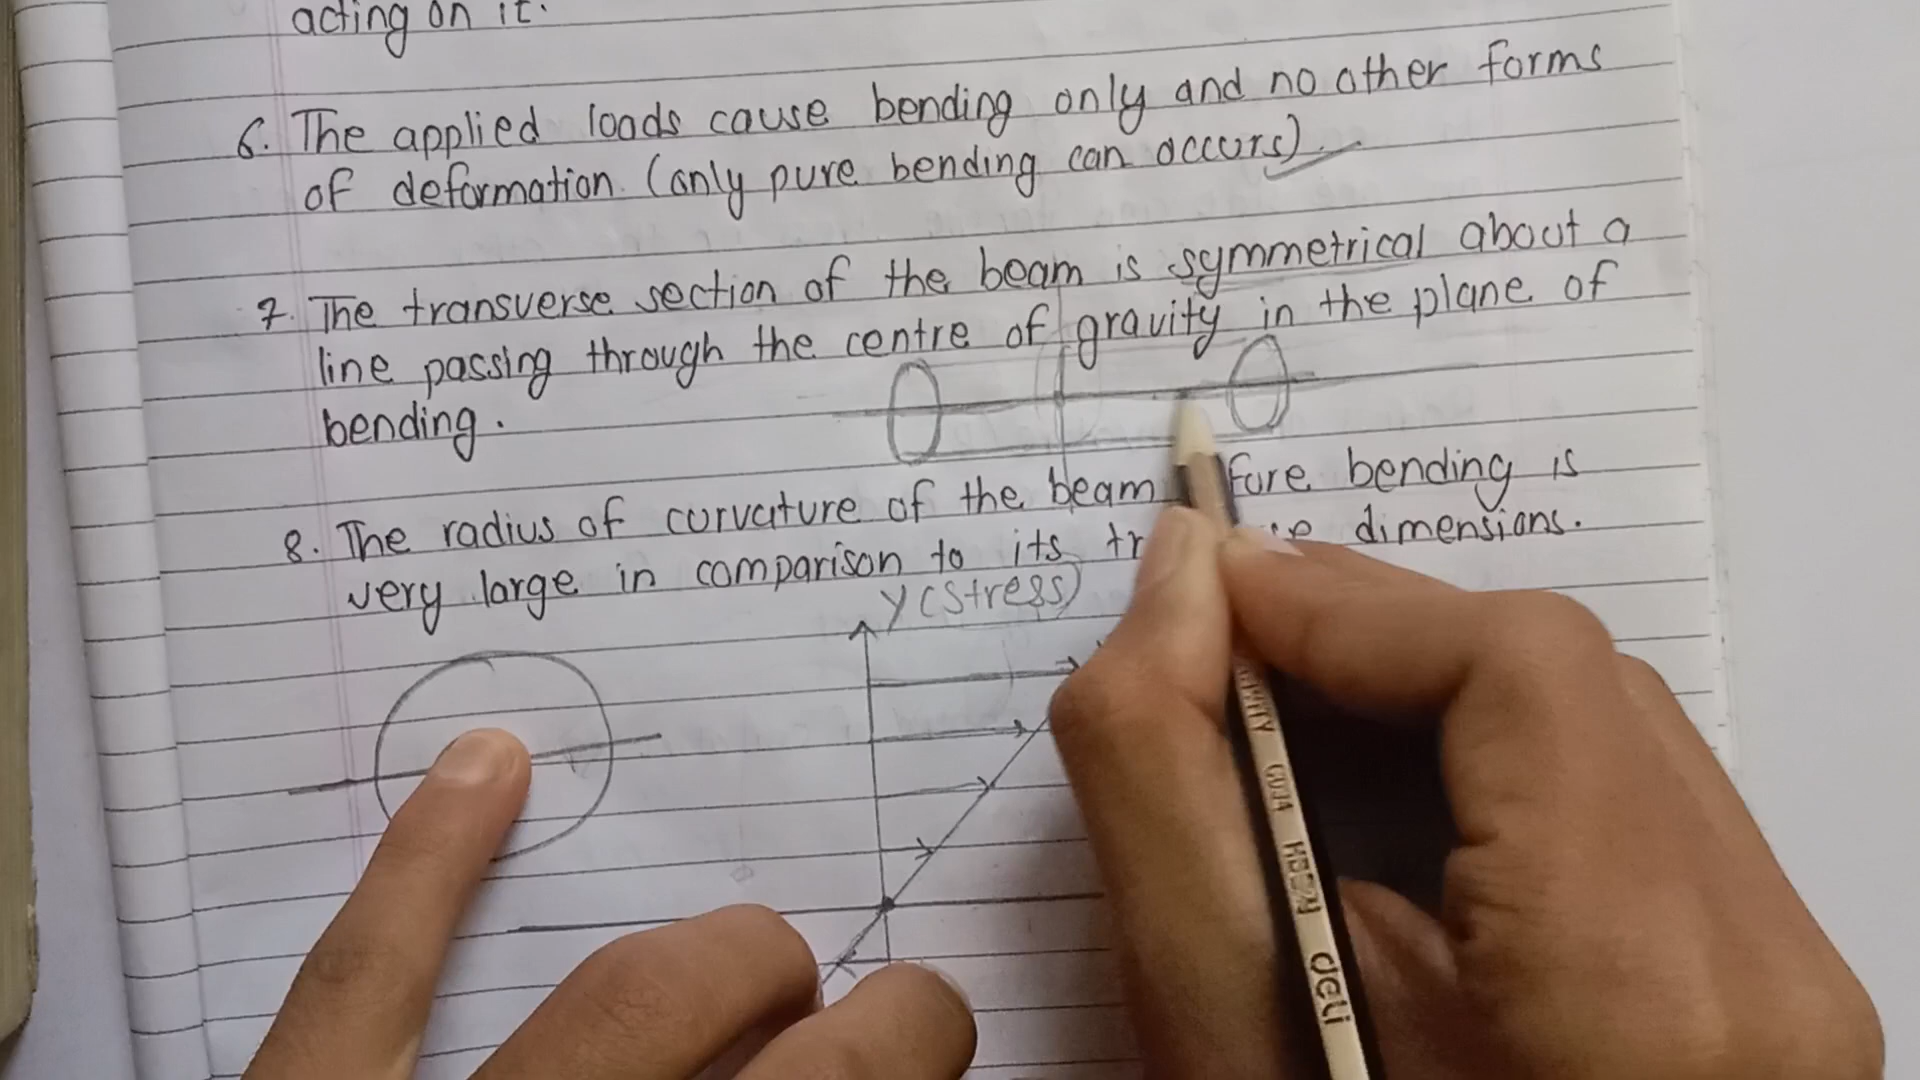 acting on it.
6. The applied loads cause bending only and no other forms
of deformation. (only pure bending can occurs).
7. The transverse section of the beam is symmetrical about a
line passing through the centre of gravity in the plane of
bending.
8. The radius of curvature of the beam fore bending is
very large in comparison to its tr se dimensions.
y (stress)
deli